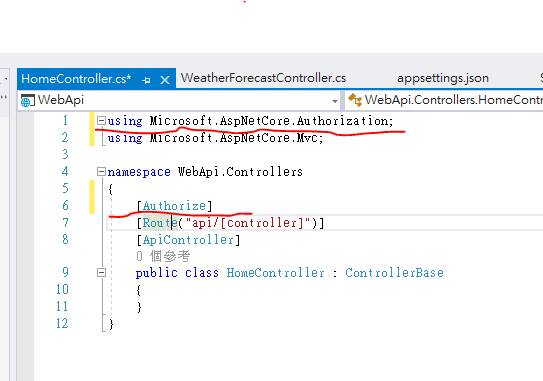 HomeController.cs*
WeatherForecastController.cs
appsettings.json
WebApi
WebApi.Controllers.HomeContr
1 using Microsoft.AspNetCore.Authorization;
2 using Microsoft.AspNetCore.Mvc;
3
4 namespace WebApi.Controllers
5 {
6 [Authorize]
7 [Route("api/[controller]")]
8 [ApiController]
0 個參考
9 public class HomeController : ControllerBase
10 {
11 }
12 }